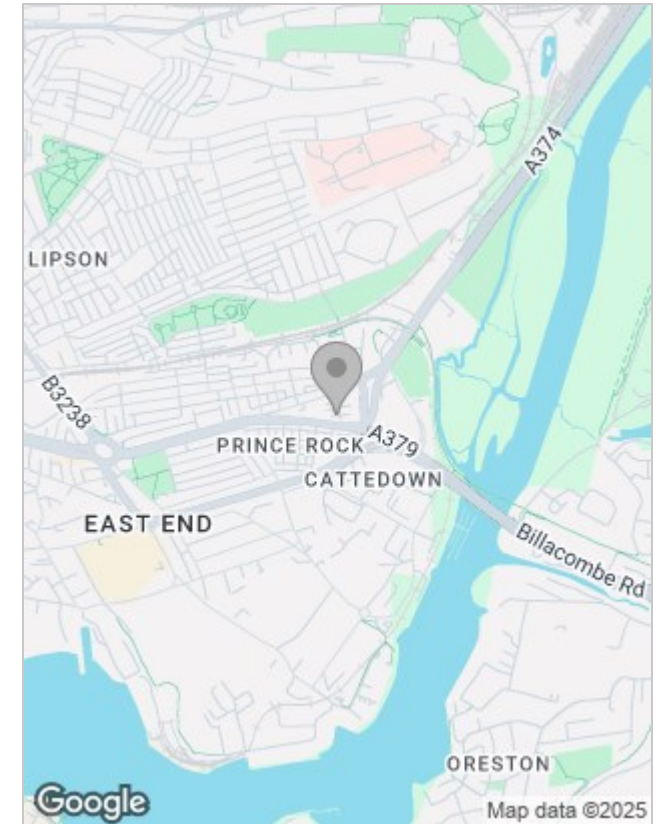 A374
LIPSON
B3238
PRINCE ROCK
A379
CATTEDOWN
EAST END
Billacombe Rd
ORESTON
Google
Map data ©2025